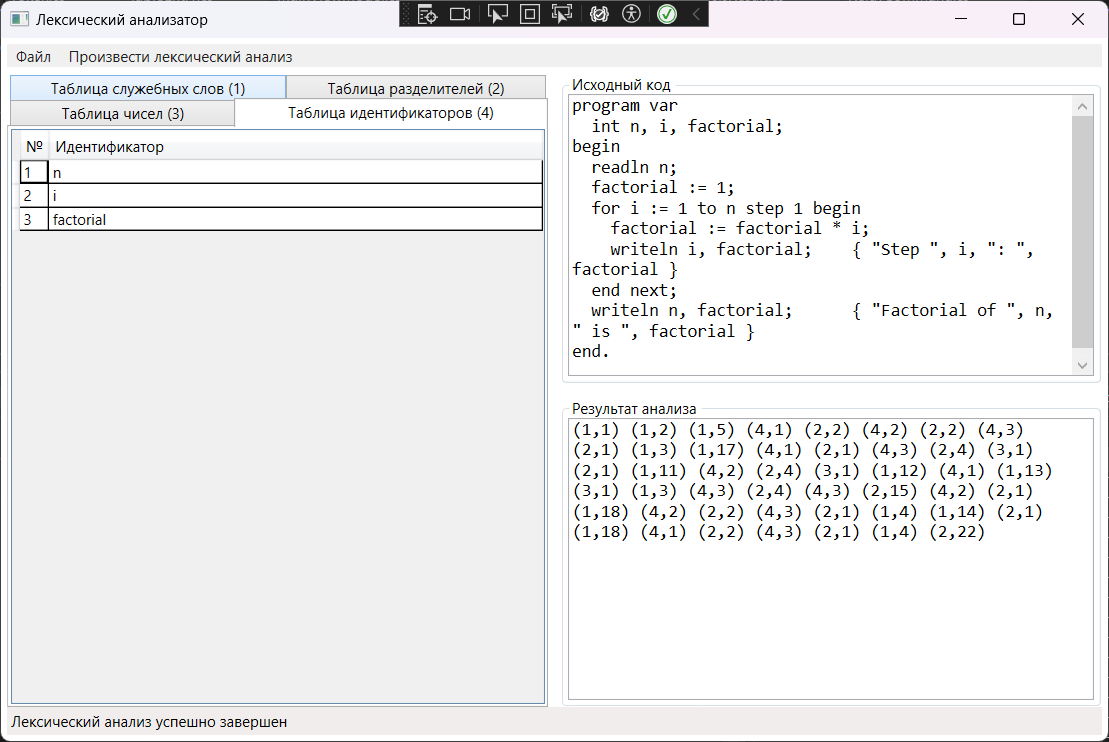 Лексический анализатор
Файл Произвести лексический анализ
Таблица служебных слов (1) Таблица разделителей (2)
Таблица чисел (3) Таблица идентификаторов (4)
№ Идентификатор
1 n
2 i
3 factorial
Исходный код
program var
  int n, i, factorial;
begin
  readln n;
  factorial := 1;
  for i := 1 to n step 1 begin
    factorial := factorial * i;
    writeln i, factorial;    { "Step ", i, ": ",
factorial }
  end next;
  writeln n, factorial;      { "Factorial of ", n,
" is ", factorial }
end.
Результат анализа
(1,1) (1,2) (1,5) (4,1) (2,2) (4,2) (2,2) (4,3)
(2,1) (1,3) (1,17) (4,1) (2,1) (4,3) (2,4) (3,1)
(2,1) (1,11) (4,2) (2,4) (3,1) (1,12) (4,1) (1,13)
(3,1) (1,3) (4,3) (2,4) (4,3) (2,15) (4,2) (2,1)
(1,18) (4,2) (2,2) (4,3) (2,1) (1,4) (1,14) (2,1)
(1,18) (4,1) (2,2) (4,3) (2,1) (1,4) (2,22)
Лексический анализ успешно завершен